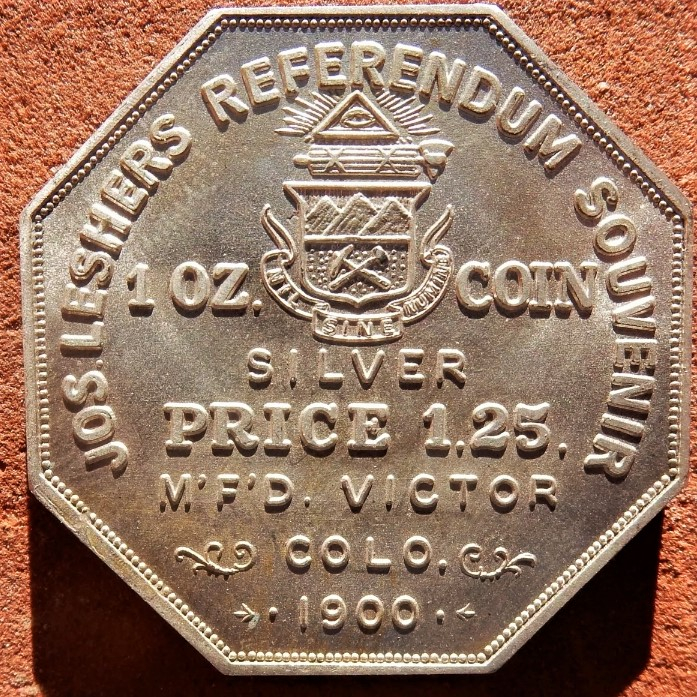 JOS. LESHERS REFERENDUM SOUVENIR
NIL SINE NUMINE
1 OZ. COIN
SILVER
PRICE 1.25.
M'F'D. VICTOR
COLO.
1900